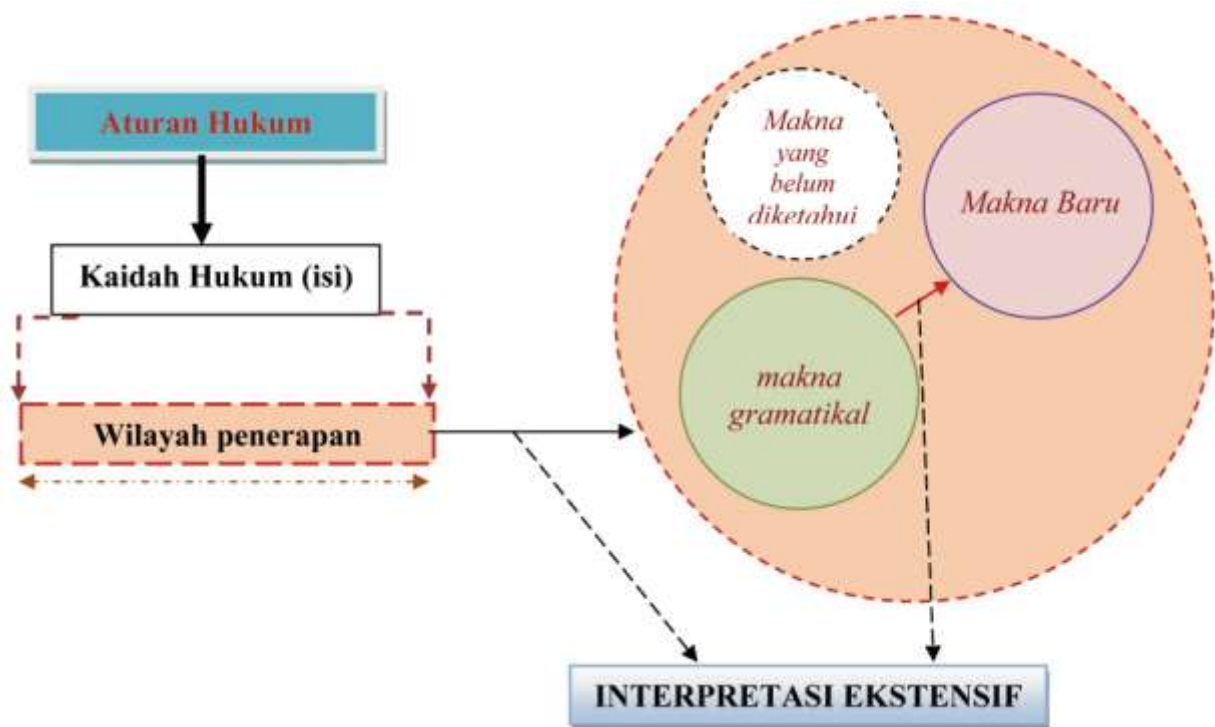 Aturan Hukum
Kaidah Hukum (isi)
Wilayah penerapan
Makna
yang
belum
diketahui
Makna Baru
makna
gramatikal
INTERPRETASI EKSTENSIF